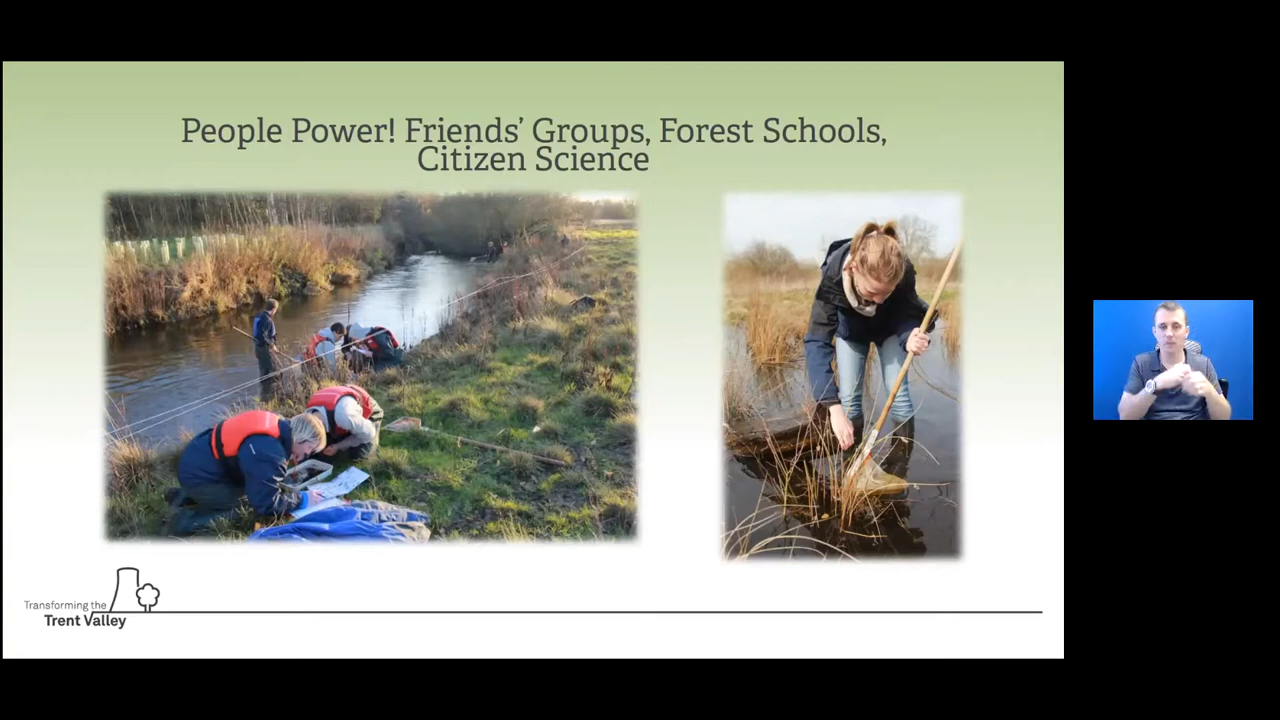 People Power! Friends’ Groups, Forest Schools,
Citizen Science
Transforming the
Trent Valley